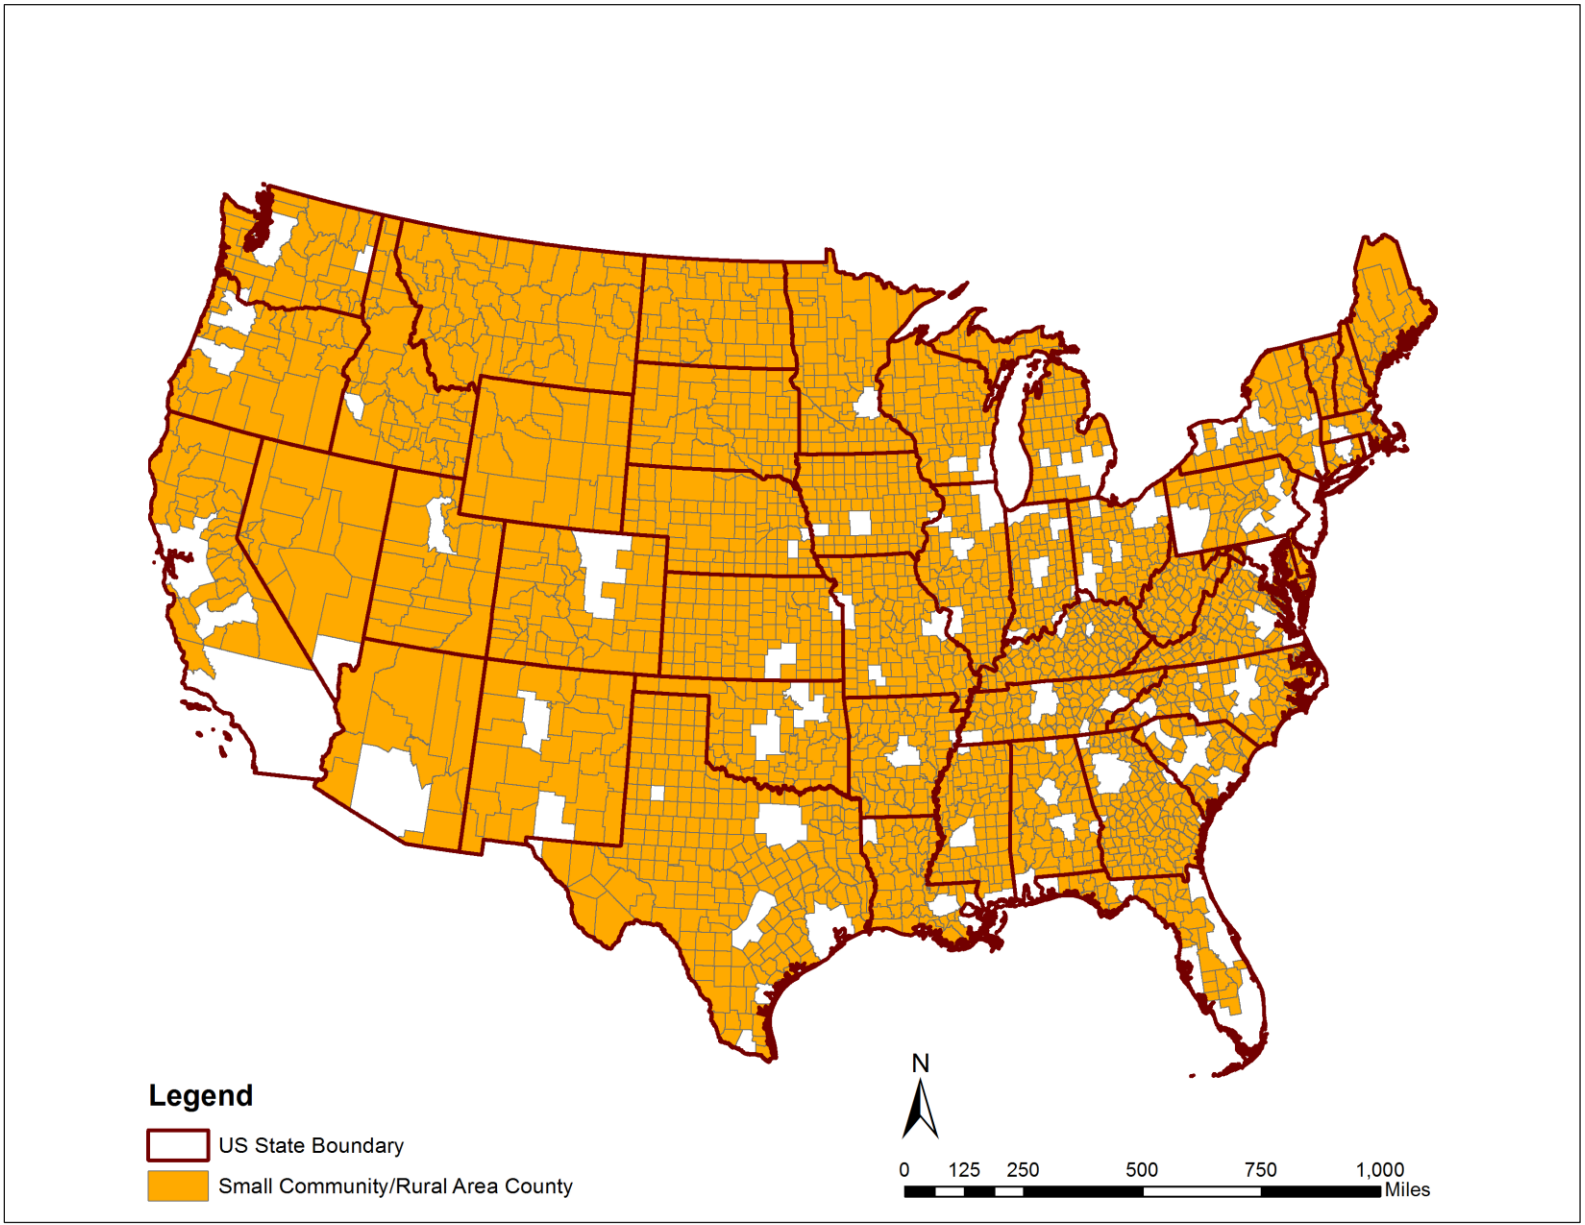 N
Legend
US State Boundary
Small Community/Rural Area County
0 125 250 500 750 1,000
Miles